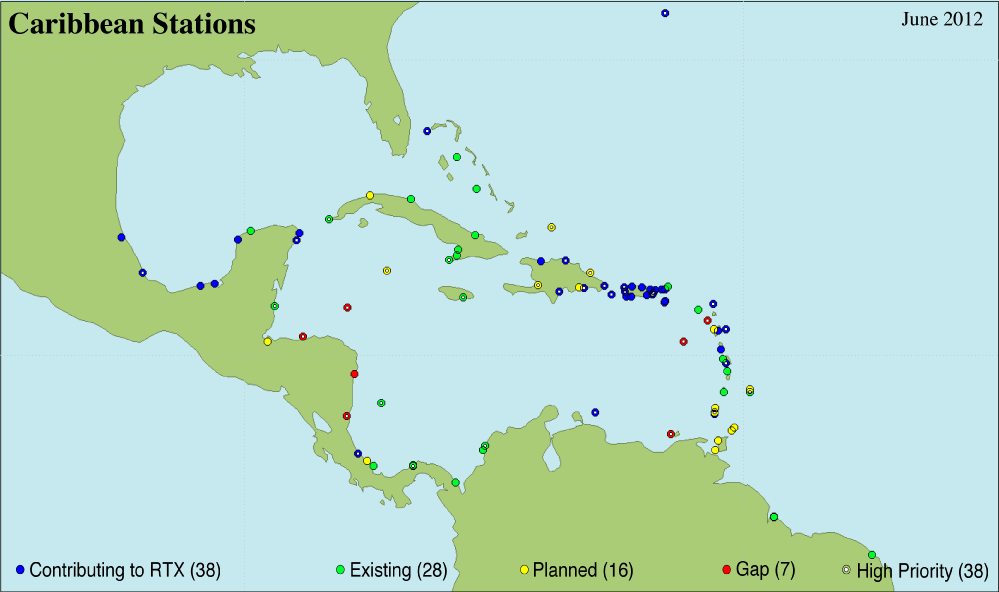 Caribbean Stations
June 2012
Contributing to RTX (38)
Existing (28)
Planned (16)
Gap (7)
High Priority (38)